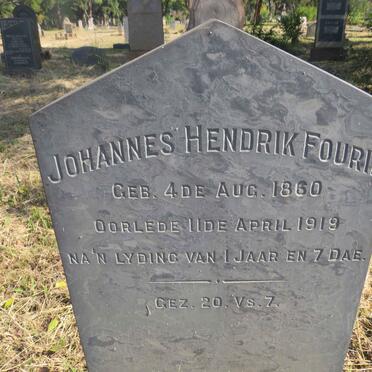 JOHANNES HENDRIK FOURI
GEB. 4DE AUG. 1860
OORLEDE 11DE APRIL 1919
NA'N LYDING VAN 1 JAAR EN 7 DAE.
GEZ. 20. VS. 7.